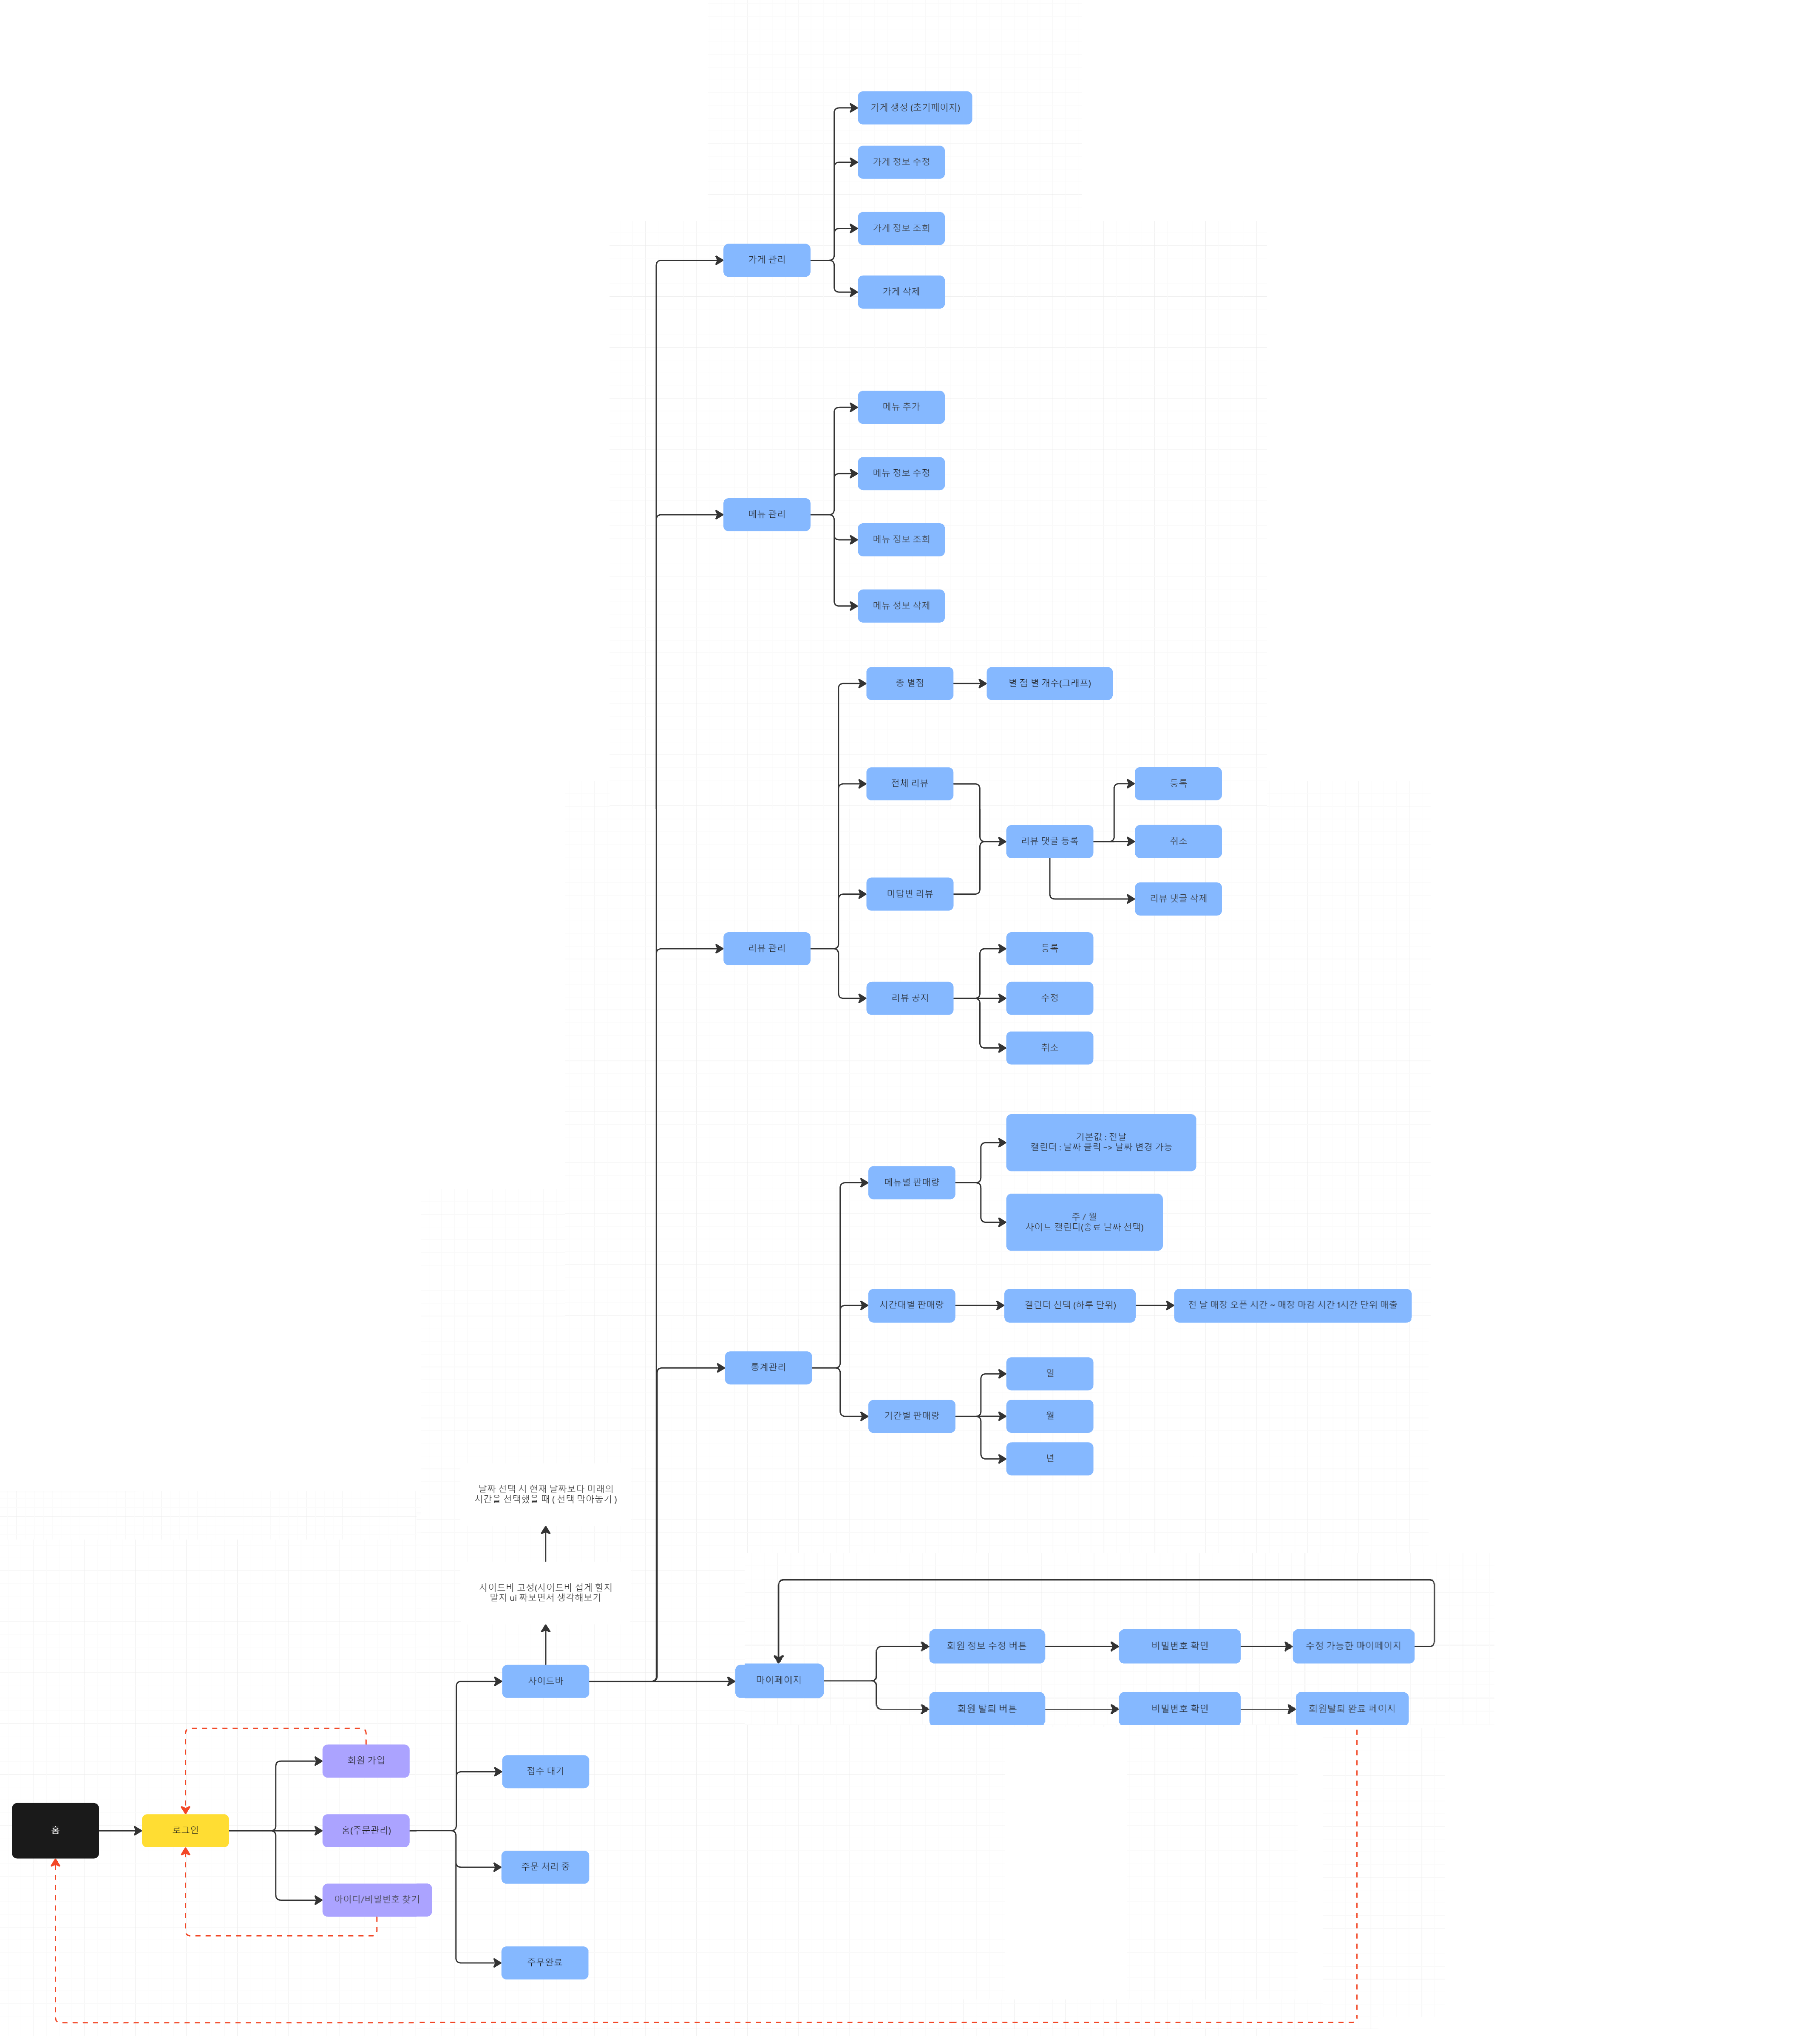 가게 생성 (초기페이지)
가게 정보 수정
가게 정보 조회
가게 관리
가게 삭제
메뉴 추가
메뉴 정보 수정
메뉴 관리
메뉴 정보 조회
메뉴 정보 삭제
총 별점
별 점 별 개수(그래프)
전체 리뷰
등록
리뷰 댓글 등록
취소
미답변 리뷰
리뷰 댓글 삭제
리뷰 관리
등록
리뷰 공지
수정
취소
기본값 : 전날
캘린더 : 날짜 클릭 -> 날짜 변경 가능
메뉴별 판매량
주 / 월
사이드 캘린더(종료 날짜 선택)
시간대별 판매량
캘린더 선택 (하루 단위)
전 날 매장 오픈 시간 ~ 매장 마감 시간 1시간 단위 매출
통계관리
일
기간별 판매량
월
년
날짜 선택 시 현재 날짜보다 미래의
시간을 선택했을 때 ( 선택 막아놓기 )
사이드바 고정(사이드바 접게 할지
말지 ui 짜보면서 생각해보기
회원 정보 수정 버튼
비밀번호 확인
수정 가능한 마이페이지
사이드바
마이페이지
회원 탈퇴 버튼
비밀번호 확인
회원탈퇴 완료 페이지
회원 가입
접수 대기
홈
로그인
홈(주문관리)
주문 처리 중
아이디/비밀번호 찾기
주무완료